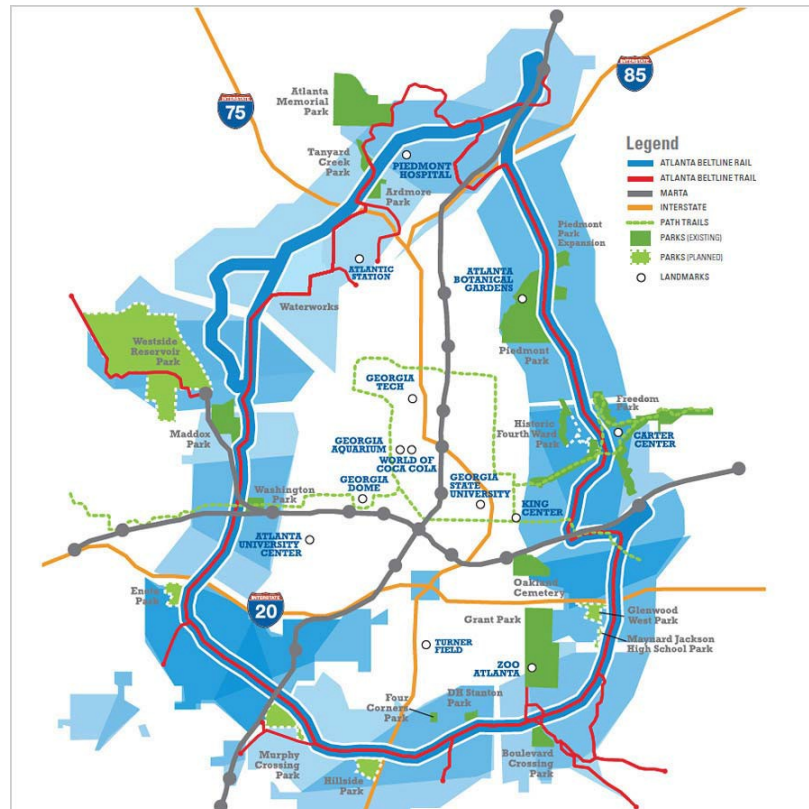 INTERSTATE
75
INTERSTATE
85
Atlanta
Memorial
Park
Tanyard
Creek
Park
PIEDMONT
HOSPITAL
Ardmore
Park
Legend
ATLANTA BELTLINE RAIL
ATLANTA BELTLINE TRAIL
MARTA
INTERSTATE
PATH TRAILS
PARKS (EXISTING)
PARKS (PLANNED)
LANDMARKS
Piedmont
Park
Expansion
ATLANTIC
STATION
ATLANTA
BOTANICAL
GARDENS
Waterworks
Westside
Reservoir
Park
Piedmont
Park
GEORGIA
TECH
Freedom
Park
Maddox
Park
Historic
Fourth Ward
Park
CARTER
CENTER
GEORGIA
AQUARIUM
WORLD OF
COCA COLA
GEORGIA
DOME
GEORGIA
STATE
UNIVERSITY
Washington
Park
KING
CENTER
ATLANTA
UNIVERSITY
CENTER
Oakland
Cemetery
Enota
Park
INTERSTATE
20
Grant Park
Glenwood
West Park
TURNER
FIELD
Maynard Jackson
High School Park
ZOO
ATLANTA
Four
Corners
Park
DH Stanton
Park
Murphy
Crossing
Park
Hillside
Park
Boulevard
Crossing
Park